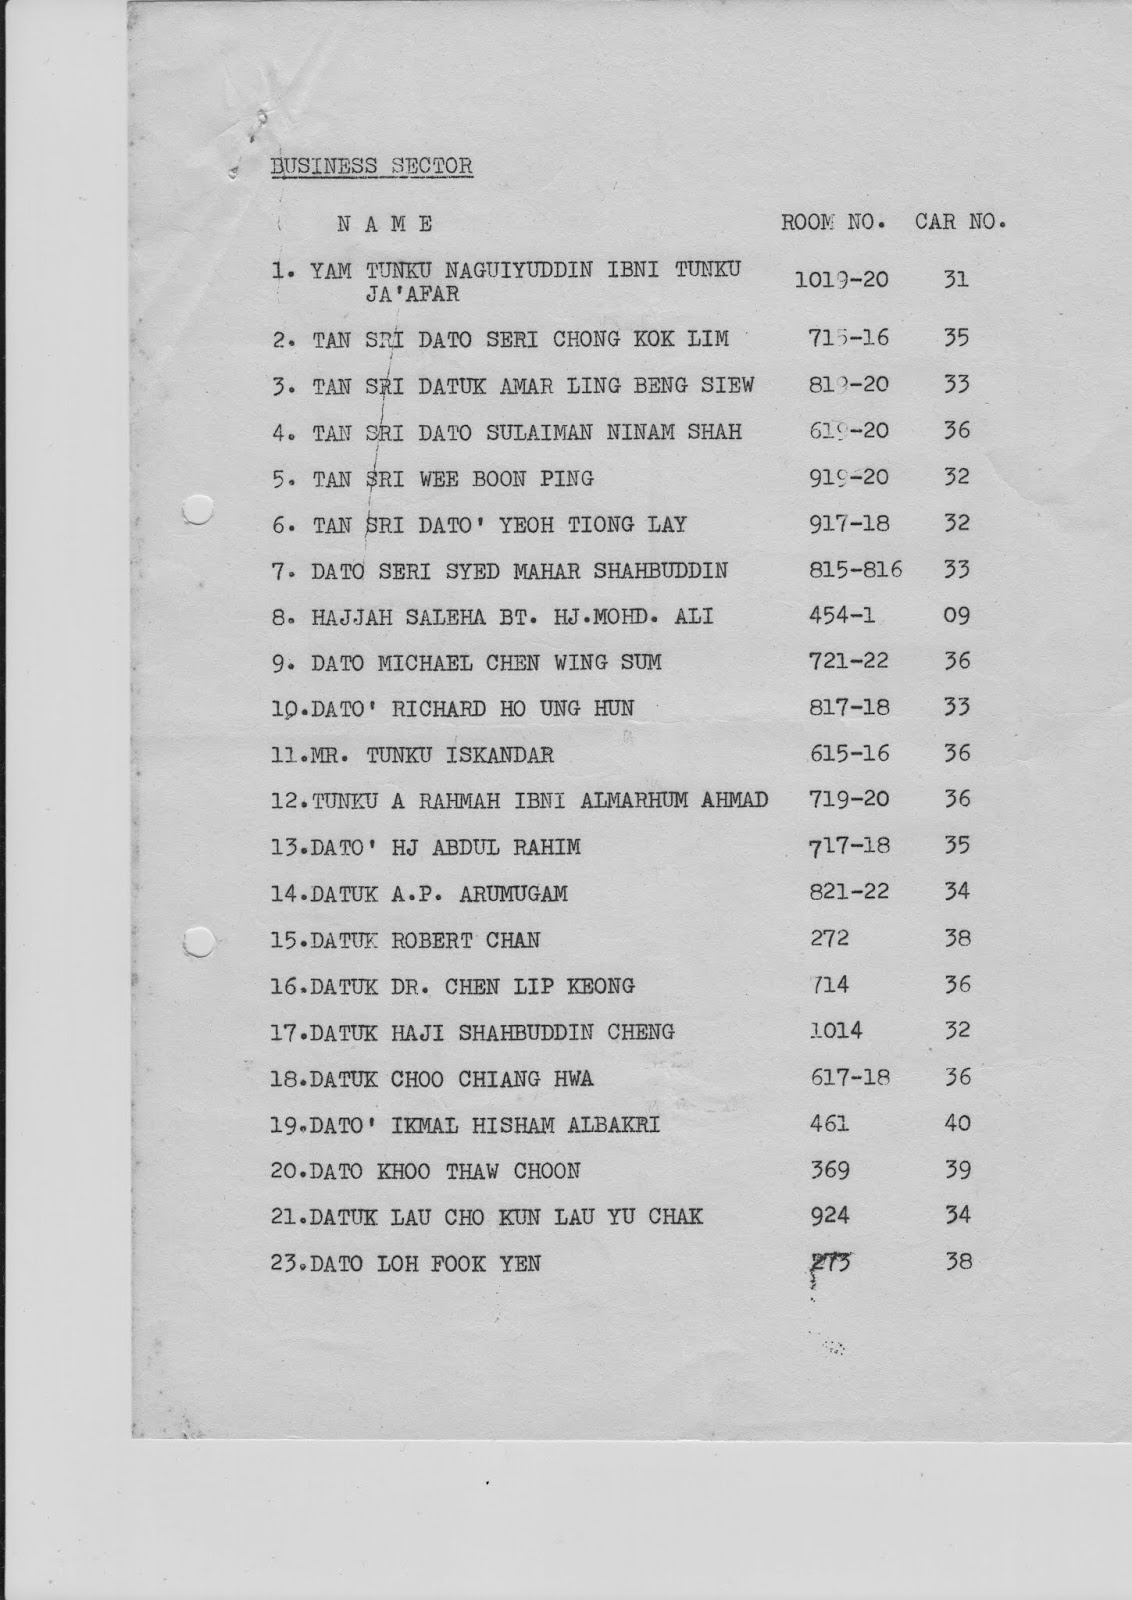 BUSINESS SECTOR
N A M E ROOM NO. CAR NO.
1. YAM TUNKU NAGUIYUDDIN IBNI TUNKU
JA'AFAR 1019-20 31
2. TAN SRI DATO SERI CHONG KOK LIM 715-16 35
3. TAN SRI DATUK AMAR LING BENG SIEW 819-20 33
4. TAN SRI DATO SULAIMAN NINAM SHAH 619-20 36
5. TAN SRI WEE BOON PING 919-20 32
6. TAN SRI DATO' YEOH TIONG LAY 917-18 32
7. DATO SERI SYED MAHAR SHAHBUDDIN 815-816 33
8. HAJJAH SALEHA BT. HJ.MOHD. ALI 454-1 09
9. DATO MICHAEL CHEN WING SUM 721-22 36
10.DATO' RICHARD HO UNG HUN 817-18 33
11.MR. TUNKU ISKANDAR 615-16 36
12.TUNKU A RAHMAH IBNI ALMARHUM AHMAD 719-20 36
13.DATO' HJ ABDUL RAHIM 717-18 35
14.DATUK A.P. ARUMUGAM 821-22 34
15.DATUK ROBERT CHAN 272 38
16.DATUK DR. CHEN LIP KEONG 714 36
17.DATUK HAJI SHAHBUDDIN CHENG 1014 32
18.DATUK CHOO CHIANG HWA 617-18 36
19.DATO' IKMAL HISHAM ALBAKRI 461 40
20.DATO KHOO THAW CHOON 369 39
21.DATUK LAU CHO KUN LAU YU CHAK 924 34
23.DATO LOH FOOK YEN 273 38